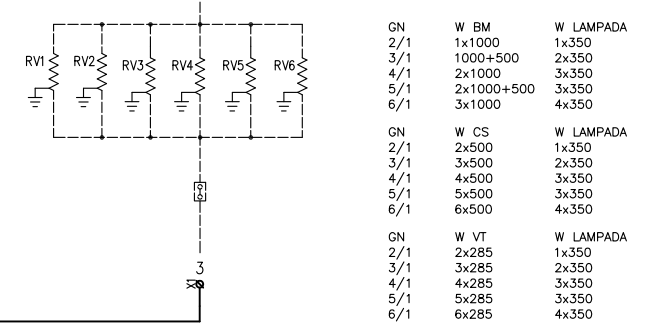 RV1 RV2 RV3 RV4 RV5 RV6
3
GN W BM W LAMPADA
2/1 1x1000 1x350
3/1 1000+500 2x350
4/1 2x1000 3x350
5/1 2x1000+500 3x350
6/1 3x1000 4x350
GN W CS W LAMPADA
2/1 2x500 1x350
3/1 3x500 2x350
4/1 4x500 3x350
5/1 5x500 3x350
6/1 6x500 4x350
GN W VT W LAMPADA
2/1 2x285 1x350
3/1 3x285 2x350
4/1 4x285 3x350
5/1 5x285 3x350
6/1 6x285 4x350